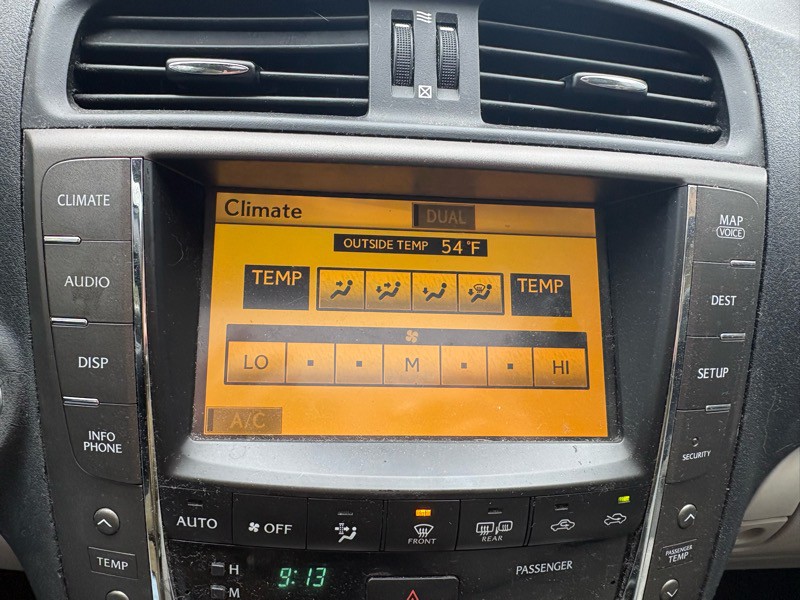 CLIMATE
AUDIO
DISP
INFO
PHONE
TEMP
Climate
DUAL
OUTSIDE TEMP 54°F
TEMP
TEMP
LO M HI
A/C
MAP
VOICE
DEST
SETUP
SECURITY
PASSENGER
TEMP
AUTO
OFF
FRONT
REAR
H
M
9:13
PASSENGER